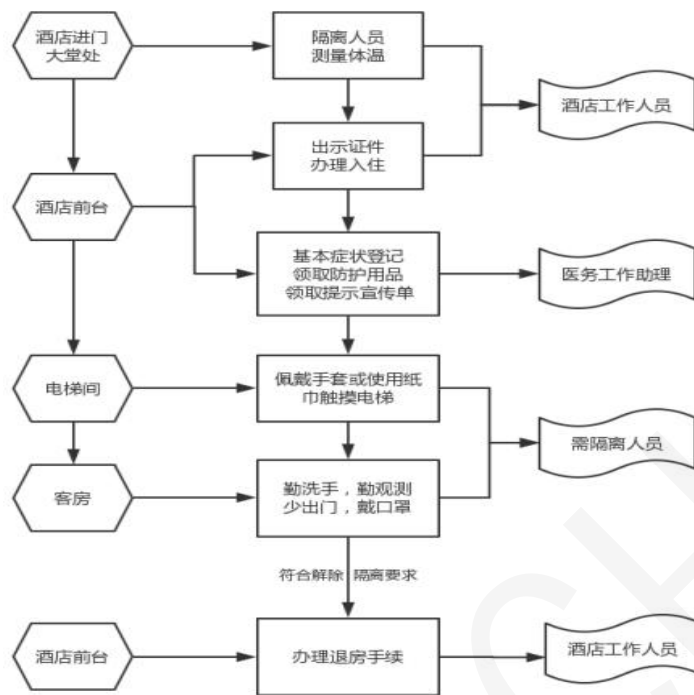 酒店进门
大堂处
隔离人员
测量体温
酒店工作人员
出示证件
办理入住
酒店前台
基本症状登记
领取防护用品
领取提示宣传单
医务工作助理
电梯间
佩戴手套或使用纸
巾触摸电梯
需隔离人员
客房
勤洗手，勤观测
少出门，戴口罩
符合解除 隔离要求
酒店前台
办理退房手续
酒店工作人员